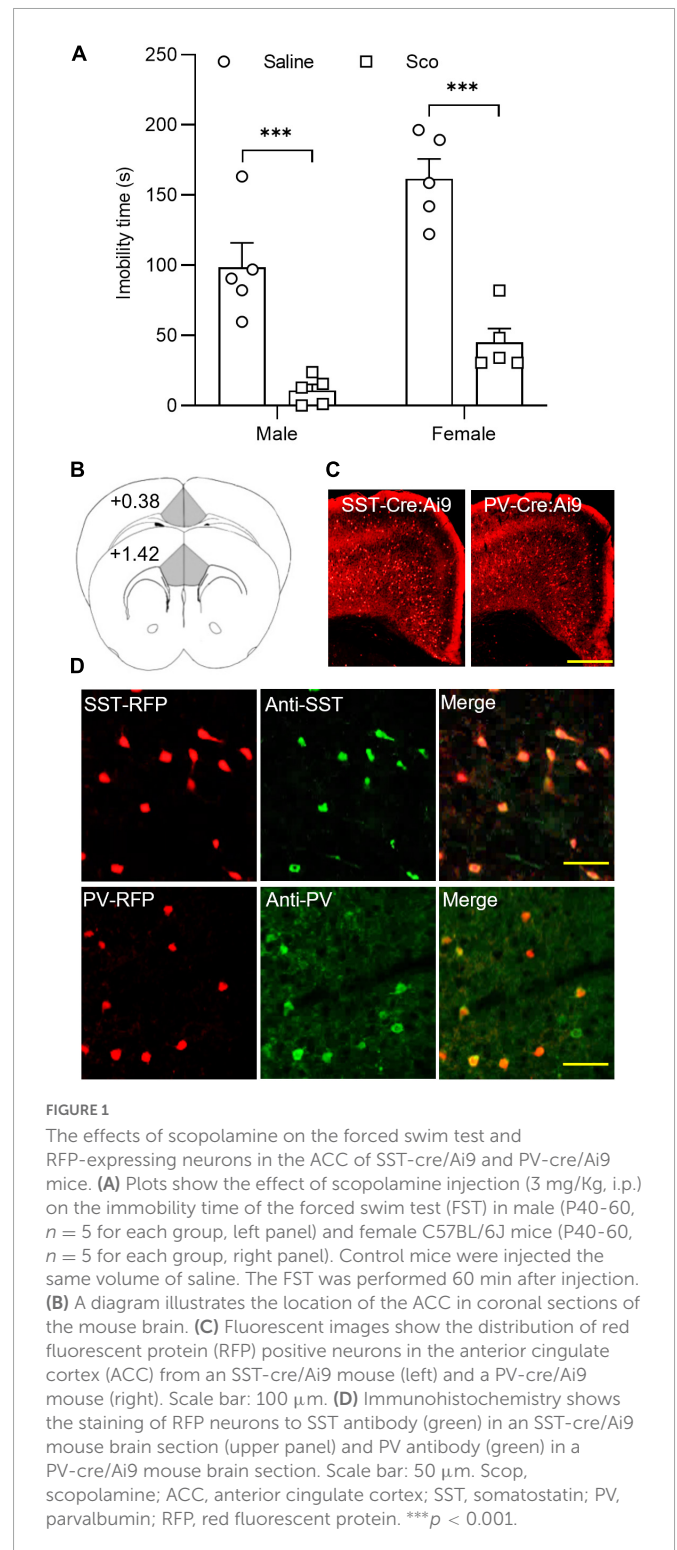 A
250
200
150
100
50
0
Imobility time (s)
Saline
Sco
***
***
Male
Female
B
+0.38
+1.42
C
SST-Cre:Ai9
PV-Cre:Ai9
D
SST-RFP
Anti-SST
Merge
PV-RFP
Anti-PV
Merge
FIGURE 1
The effects of scopolamine on the forced swim test and
RFP-expressing neurons in the ACC of SST-cre/Ai9 and PV-cre/Ai9
mice. (A) Plots show the effect of scopolamine injection (3 mg/Kg, i.p.)
on the immobility time of the forced swim test (FST) in male (P40-60,
n = 5 for each group, left panel) and female C57BL/6J mice (P40-60,
n = 5 for each group, right panel). Control mice were injected the
same volume of saline. The FST was performed 60 min after injection.
(B) A diagram illustrates the location of the ACC in coronal sections of
the mouse brain. (C) Fluorescent images show the distribution of red
fluorescent protein (RFP) positive neurons in the anterior cingulate
cortex (ACC) from an SST-cre/Ai9 mouse (left) and a PV-cre/Ai9
mouse (right). Scale bar: 100 μm. (D) Immunohistochemistry shows
the staining of RFP neurons to SST antibody (green) in an SST-cre/Ai9
mouse brain section (upper panel) and PV antibody (green) in a
PV-cre/Ai9 mouse brain section. Scale bar: 50 μm. Scop,
scopolamine; ACC, anterior cingulate cortex; SST, somatostatin; PV,
parvalbumin; RFP, red fluorescent protein. ***p < 0.001.